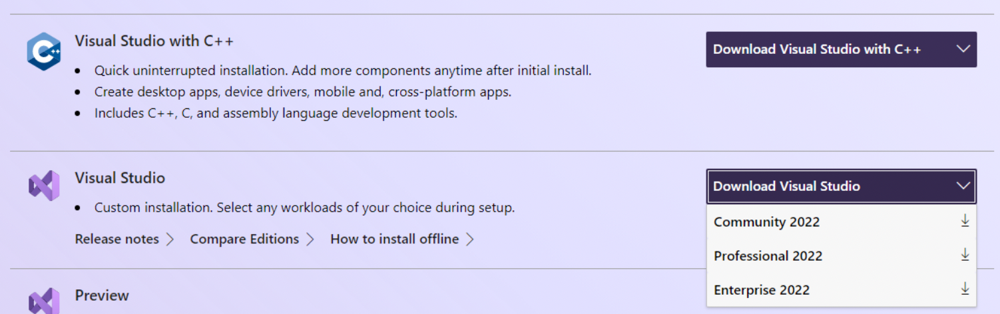 Visual Studio with C++
Download Visual Studio with C++
• Quick uninterrupted installation. Add more components anytime after initial install.
• Create desktop apps, device drivers, mobile and, cross-platform apps.
• Includes C++, C, and assembly language development tools.
Visual Studio
Download Visual Studio
• Custom installation. Select any workloads of your choice during setup.
Release notes > Compare Editions > How to install offline >
Community 2022
Professional 2022
Enterprise 2022
Preview